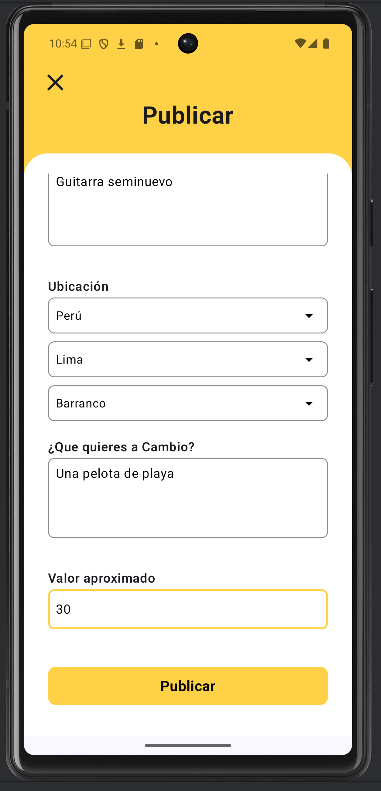 10:54
Publicar
Guitarra seminuevo
Ubicación
Perú
Lima
Barranco
¿Que quieres a Cambio?
Una pelota de playa
Valor aproximado
30
Publicar